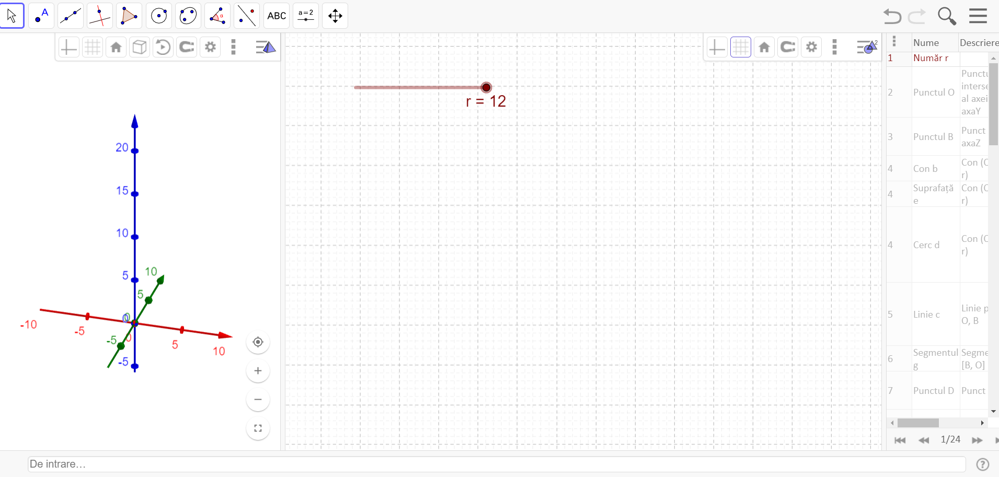 A
α
ABC
a=2
2
Nume Descriere
1 Număr r
2 Punctul O
Punctu
interse
al axei
axaY
3 Punctul B
Punct
axaZ
4 Con b
Con (O
r)
4 Suprafață
e
Con (O
r)
4 Cerc d
Con (O
r)
5 Linie c
Linie p
O, B
6 Segmentul
g
Segme
[B, O]
7 Punctul D Punct
1/24
r = 12
20
15
10
5
0
-5
10
5
0
-5
-10
-5
0
5
10
De intrare…
?